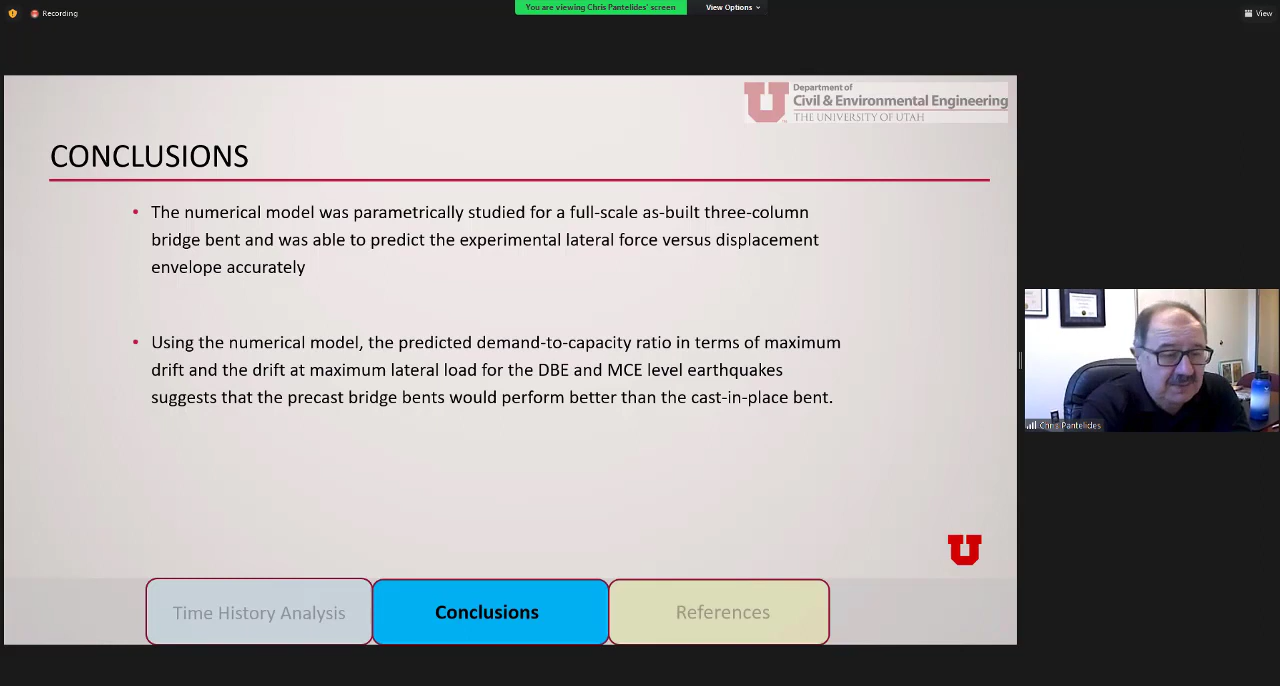 Recording
You are viewing Chris Pantelides' screen
View Options
View
Department of
Civil & Environmental Engineering
THE UNIVERSITY OF UTAH
CONCLUSIONS
• The numerical model was parametrically studied for a full-scale as-built three-column
bridge bent and was able to predict the experimental lateral force versus displacement
envelope accurately
• Using the numerical model, the predicted demand-to-capacity ratio in terms of maximum
drift and the drift at maximum lateral load for the DBE and MCE level earthquakes
suggests that the precast bridge bents would perform better than the cast-in-place bent.
Chris Pantelides
Time History Analysis
Conclusions
References